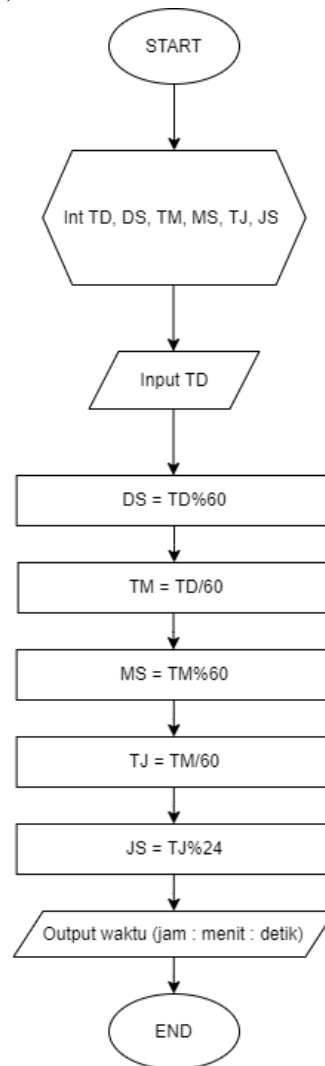 )
START
Int TD, DS, TM, MS, TJ, JS
Input TD
DS = TD%60
TM = TD/60
MS = TM%60
TJ = TM/60
JS = TJ%24
Output waktu (jam : menit : detik)
END